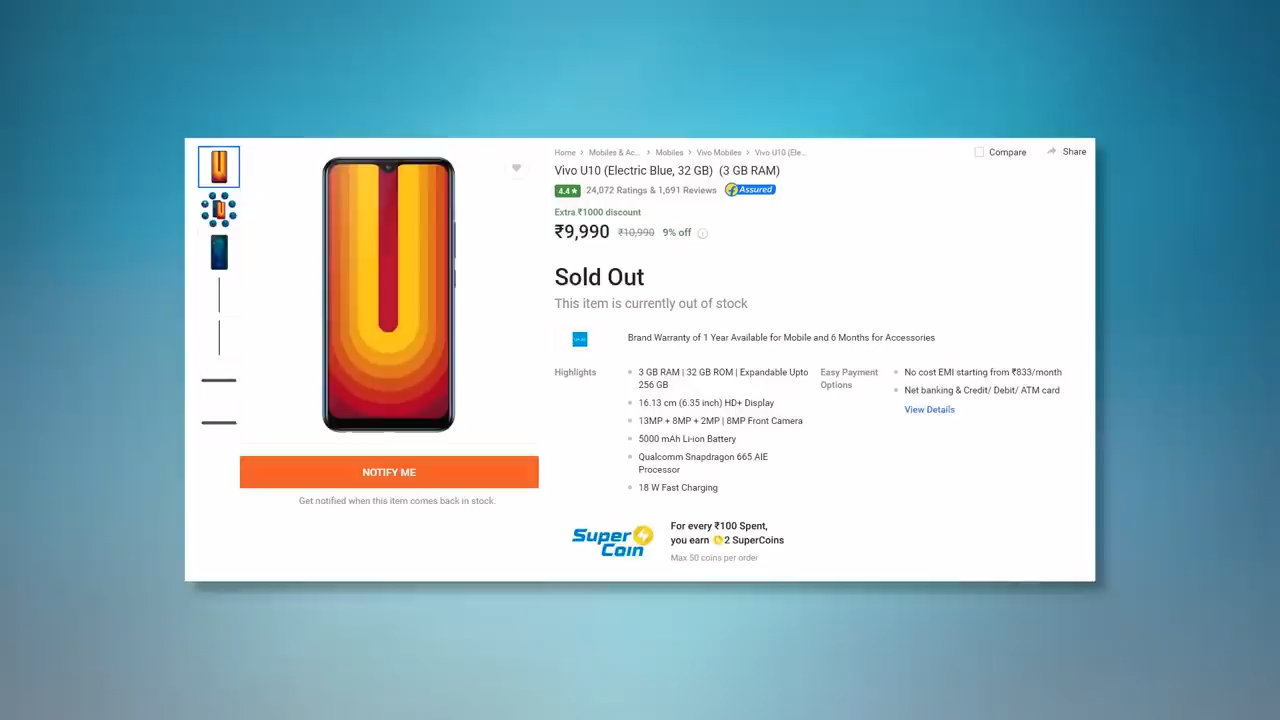 Home > Mobiles & Ac... > Mobiles > Vivo Mobiles > Vivo U10 (Ele...
Compare
Share
Vivo U10 (Electric Blue, 32 GB) (3 GB RAM)
4.4★ 24,072 Ratings & 1,691 Reviews Assured
Extra ₹1000 discount
₹9,990 ₹10,990 9% off
Sold Out
This item is currently out of stock
Brand Warranty of 1 Year Available for Mobile and 6 Months for Accessories
Highlights
3 GB RAM | 32 GB ROM | Expandable Upto
256 GB
16.13 cm (6.35 inch) HD+ Display
13MP + 8MP + 2MP | 8MP Front Camera
5000 mAh Li-ion Battery
Qualcomm Snapdragon 665 AIE
Processor
18 W Fast Charging
Easy Payment
Options
No cost EMI starting from ₹833/month
Net banking & Credit/ Debit/ ATM card
View Details
NOTIFY ME
Get notified when this item comes back in stock.
Super
Coin
For every ₹100 Spent,
you earn 2 SuperCoins
Max 50 coins per order